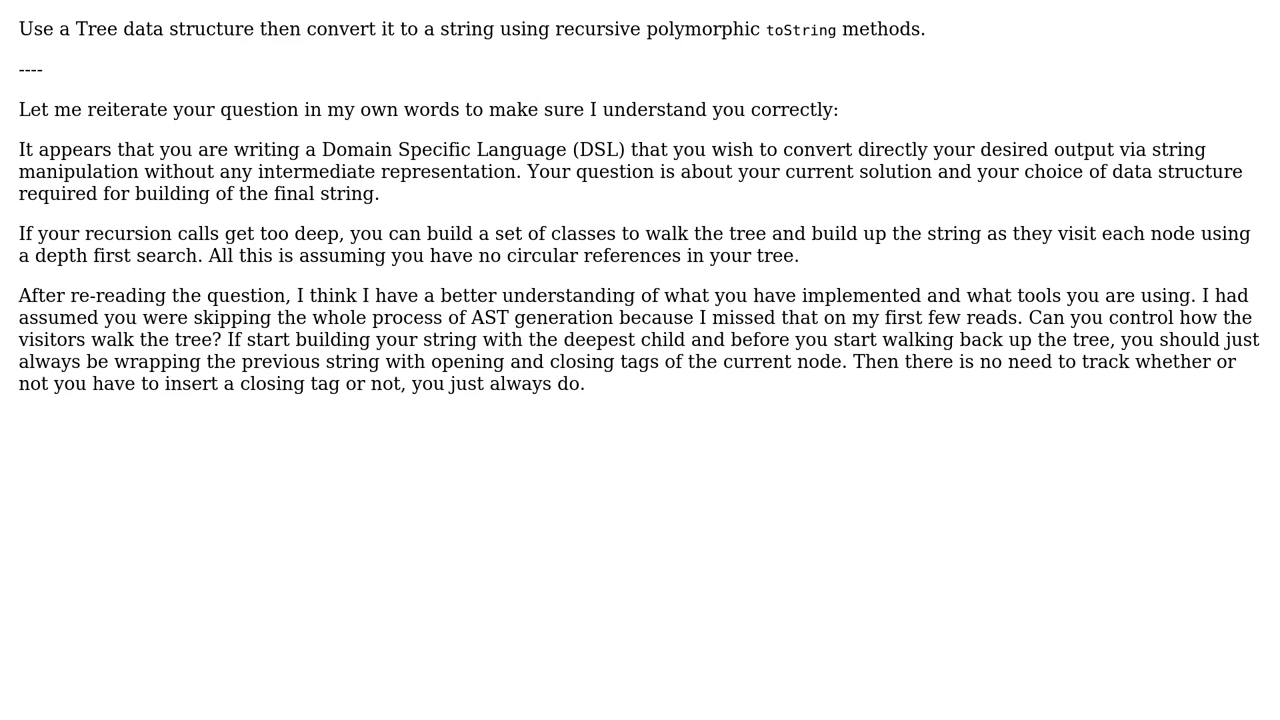 Use a Tree data structure then convert it to a string using recursive polymorphic toString methods.
----
Let me reiterate your question in my own words to make sure I understand you correctly:
It appears that you are writing a Domain Specific Language (DSL) that you wish to convert directly your desired output via string
manipulation without any intermediate representation. Your question is about your current solution and your choice of data structure
required for building of the final string.
If your recursion calls get too deep, you can build a set of classes to walk the tree and build up the string as they visit each node using
a depth first search. All this is assuming you have no circular references in your tree.
After re-reading the question, I think I have a better understanding of what you have implemented and what tools you are using. I had
assumed you were skipping the whole process of AST generation because I missed that on my first few reads. Can you control how the
visitors walk the tree? If start building your string with the deepest child and before you start walking back up the tree, you should just
always be wrapping the previous string with opening and closing tags of the current node. Then there is no need to track whether or
not you have to insert a closing tag or not, you just always do.